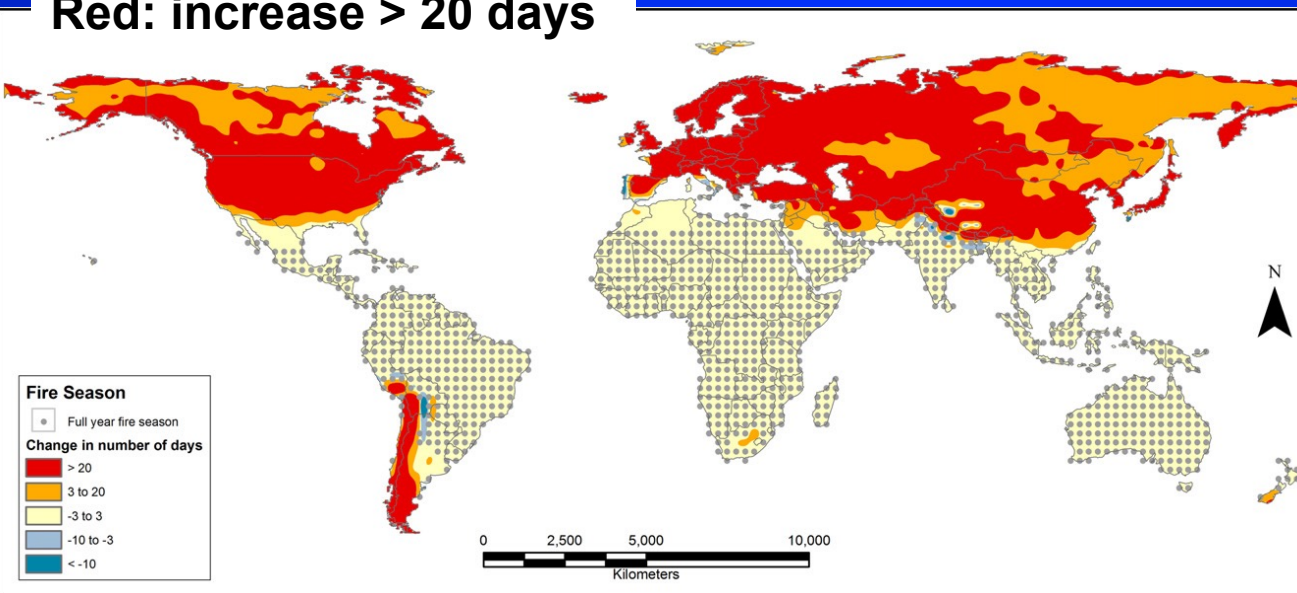 Red: increase > 20 days
N
Fire Season
Full year fire season
Change in number of days
> 20
3 to 20
-3 to 3
-10 to -3
< -10
0 2,500 5,000 10,000
Kilometers